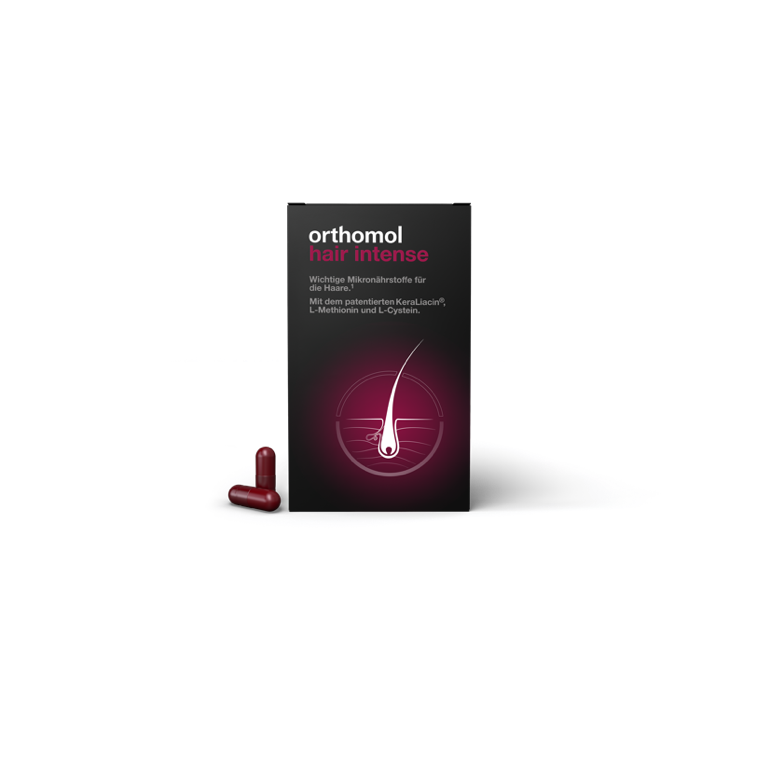 orthomol
hair intense
Wichtige Mikronährstoffe für
die Haare.¹
Mit dem patentierten KeraLiacin®,
L-Methionin und L-Cystein.